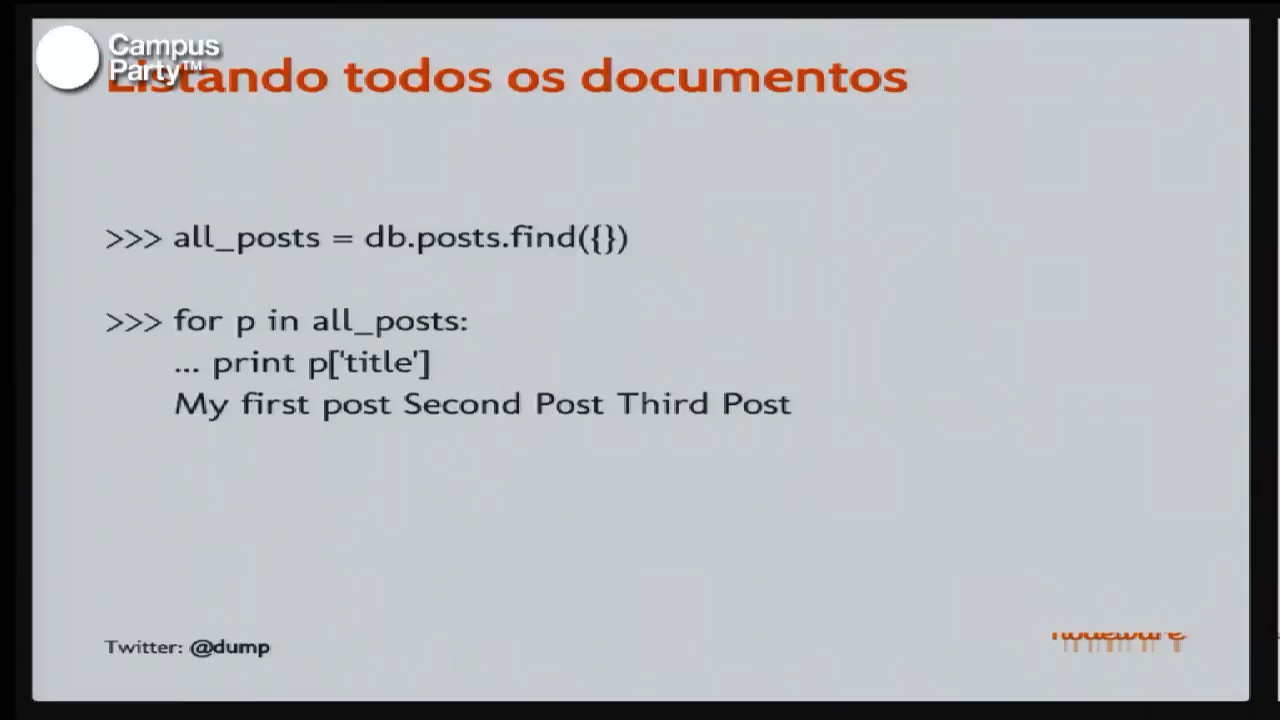 Campus
Party™
Listando todos os documentos
>>> all_posts = db.posts.find({})
>>> for p in all_posts:
... print p['title']
My first post Second Post Third Post
Twitter: @dump